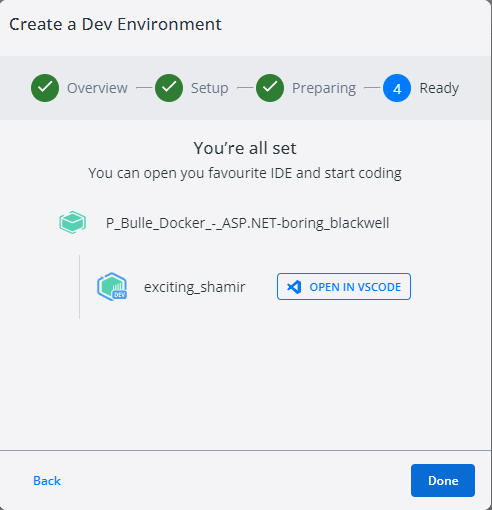 Create a Dev Environment
Overview
Setup
Preparing
4
Ready
You're all set
You can open you favourite IDE and start coding
P_Bulle_Docker_-_ASP.NET-boring_blackwell
DEV
exciting_shamir
OPEN IN VSCODE
Back
Done